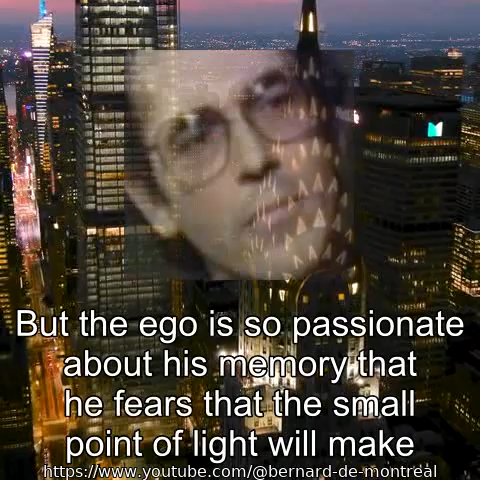 But the ego is so passionate
about his memory that
he fears that the small
point of light will make
https://www.youtube.com/@bernard-de-montreal